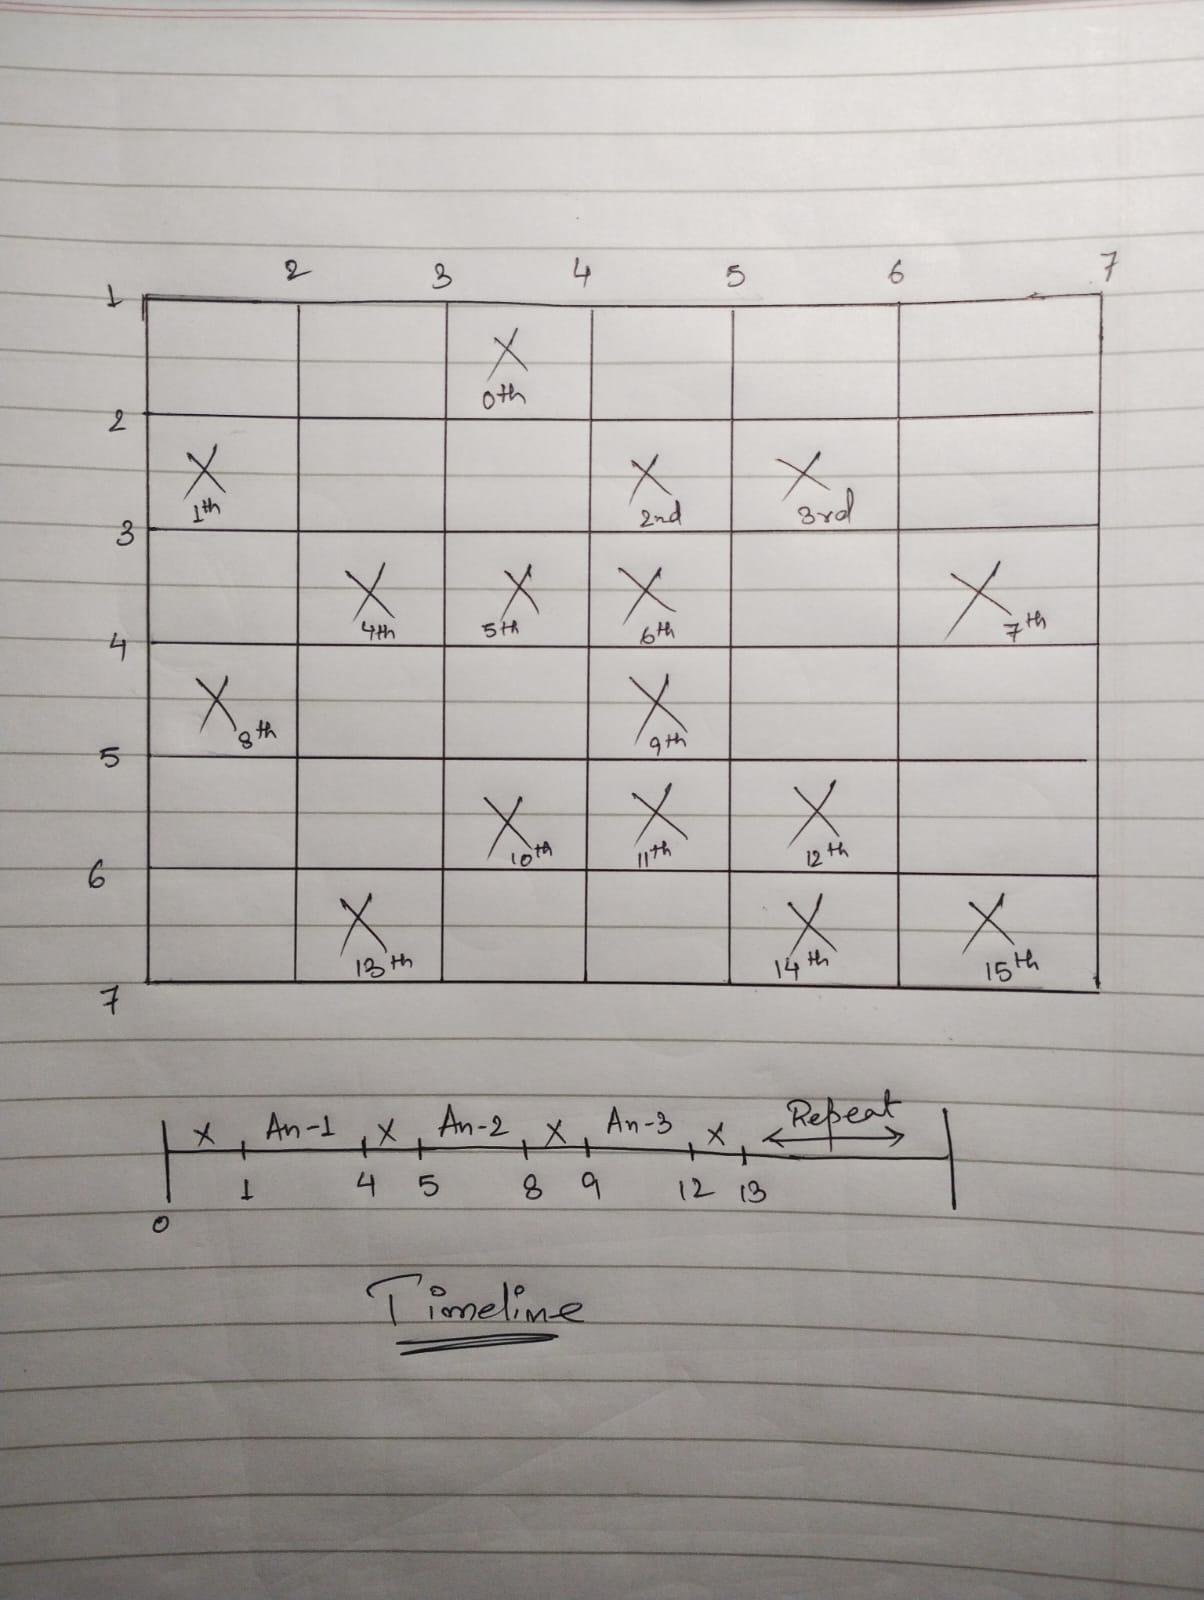 2 3 4 5 6 7
1
X
0th
2
X X X
1th 2nd 3rd
3
X X X X
4th 5th 6th 7th
4
X X
8th 9th
5
X X X
10th 11th 12th
6
X X X
13th 14th 15th
7
X An-1 X An-2 X An-3 X Repeat
0 1 4 5 8 9 12 13
Timeline